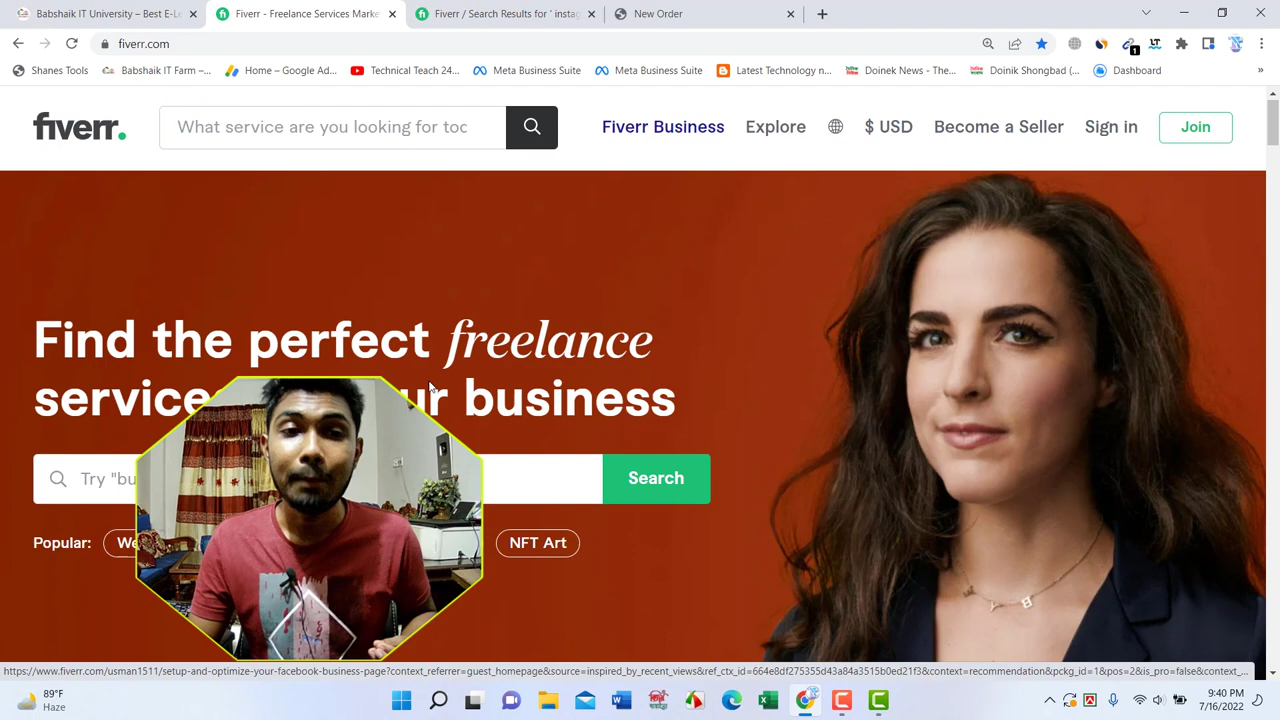 Babshaik IT University – Best E-Le
Fiverr - Freelance Services Marke
Fiverr / Search Results for ' instag
New Order
fiverr.com
1
Shanes Tools
Babshaik IT Farm –...
Home – Google Ad...
Technical Teach 24...
Meta Business Suite
Meta Business Suite
Latest Technology n...
Doinek News - The...
Doinik Shongbad (...
Dashboard
»
fiverr.
What service are you looking for toc
Fiverr Business
Explore
$ USD
Become a Seller
Sign in
Join
Find the perfect freelance
service ur business
Try "bu
Search
Popular:
We
NFT Art
https://www.fiverr.com/usman1511/setup-and-optimize-your-facebook-business-page?context_referrer=guest_homepage&source=inspired_by_recent_views&ref_ctx_id=664e8df275355d43a84a3515b0ed21f3&context=recommendation&pckg_id=1&pos=2&is_pro=false&context_...
89°F
Haze
9:40 PM
7/16/2022